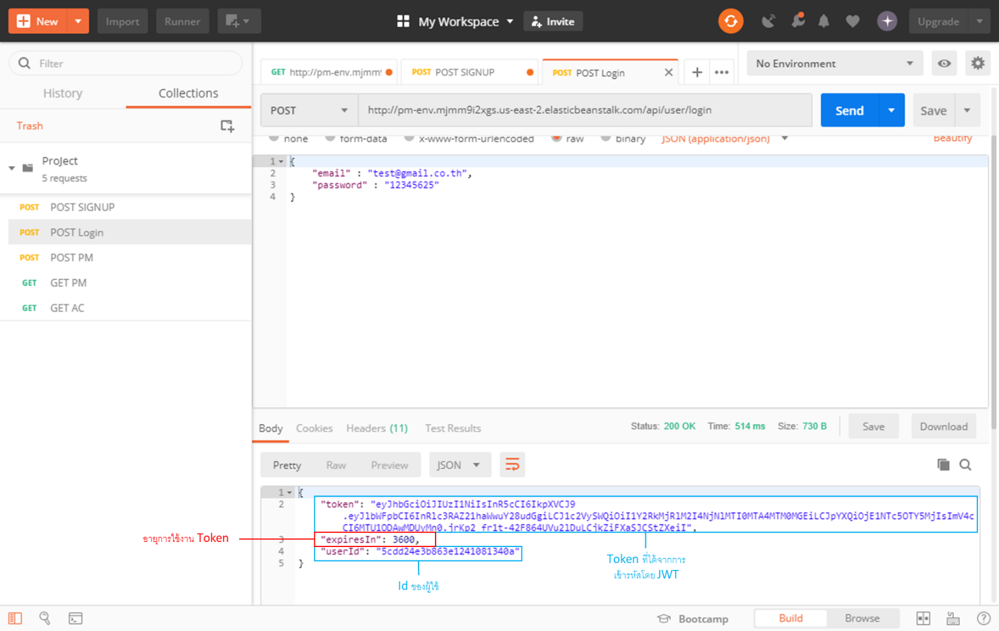 New
Import
Runner
My Workspace
Invite
Upgrade
Filter
History
Collections
Trash
ProJect
5 requests
POST POST SIGNUP
POST POST Login
POST POST PM
GET GET PM
GET GET AC
GET http://pm-env.mjmm!
POST POST SIGNUP
POST POST Login
No Environment
POST
http://pm-env.mjmm9i2xgs.us-east-2.elasticbeanstalk.com/api/user/login
Send
Save
none
form-data
x-www-form-urlencoded
raw
binary
JSON (application/json)
Beautify
1 {
2 "email" : "test@gmail.co.th",
3 "password" : "12345625"
4 }
Body
Cookies
Headers (11)
Test Results
Status: 200 OK
Time: 514 ms
Size: 730 B
Save
Download
Pretty
Raw
Preview
JSON
1 {
2 "token": "eyJhbGciOiJIUzI1NiIsInR5cCI6IkpXVCJ9
.eyJlbWFpbCI6InRlc3RAZ21haWwuY28udGgiLCJ1c2VySWQiOiI1Y2RkMjRlM2I4NjNlMTI0MTA4MTM0MGEiLCJpYXQiOjE1NTc5OTY5MjIsImV4c
CI6MTU1ODAwMDUyMn0.jrKp2_fr1t-42F864UVu2lDuLCjkZiFXaSJCStZXeiI",
3 "expiresIn": 3600,
4 "userId": "5cdd24e3b863e1241081340a"
5 }
อายุการใช้งาน Token
Id ของผู้ใช้
Token ที่ได้จากการ
เข้ารหัสโดย JWT
Bootcamp
Build
Browse